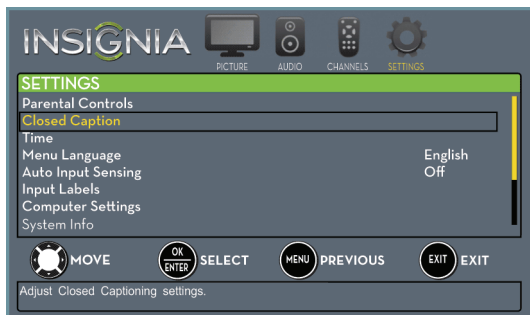 INSIGNIA
PICTURE AUDIO CHANNELS SETTINGS
SETTINGS
Parental Controls
Closed Caption
Time
Menu Language English
Auto Input Sensing Off
Input Labels
Computer Settings
System Info
MOVE OK ENTER SELECT MENU PREVIOUS EXIT EXIT
Adjust Closed Captioning settings.